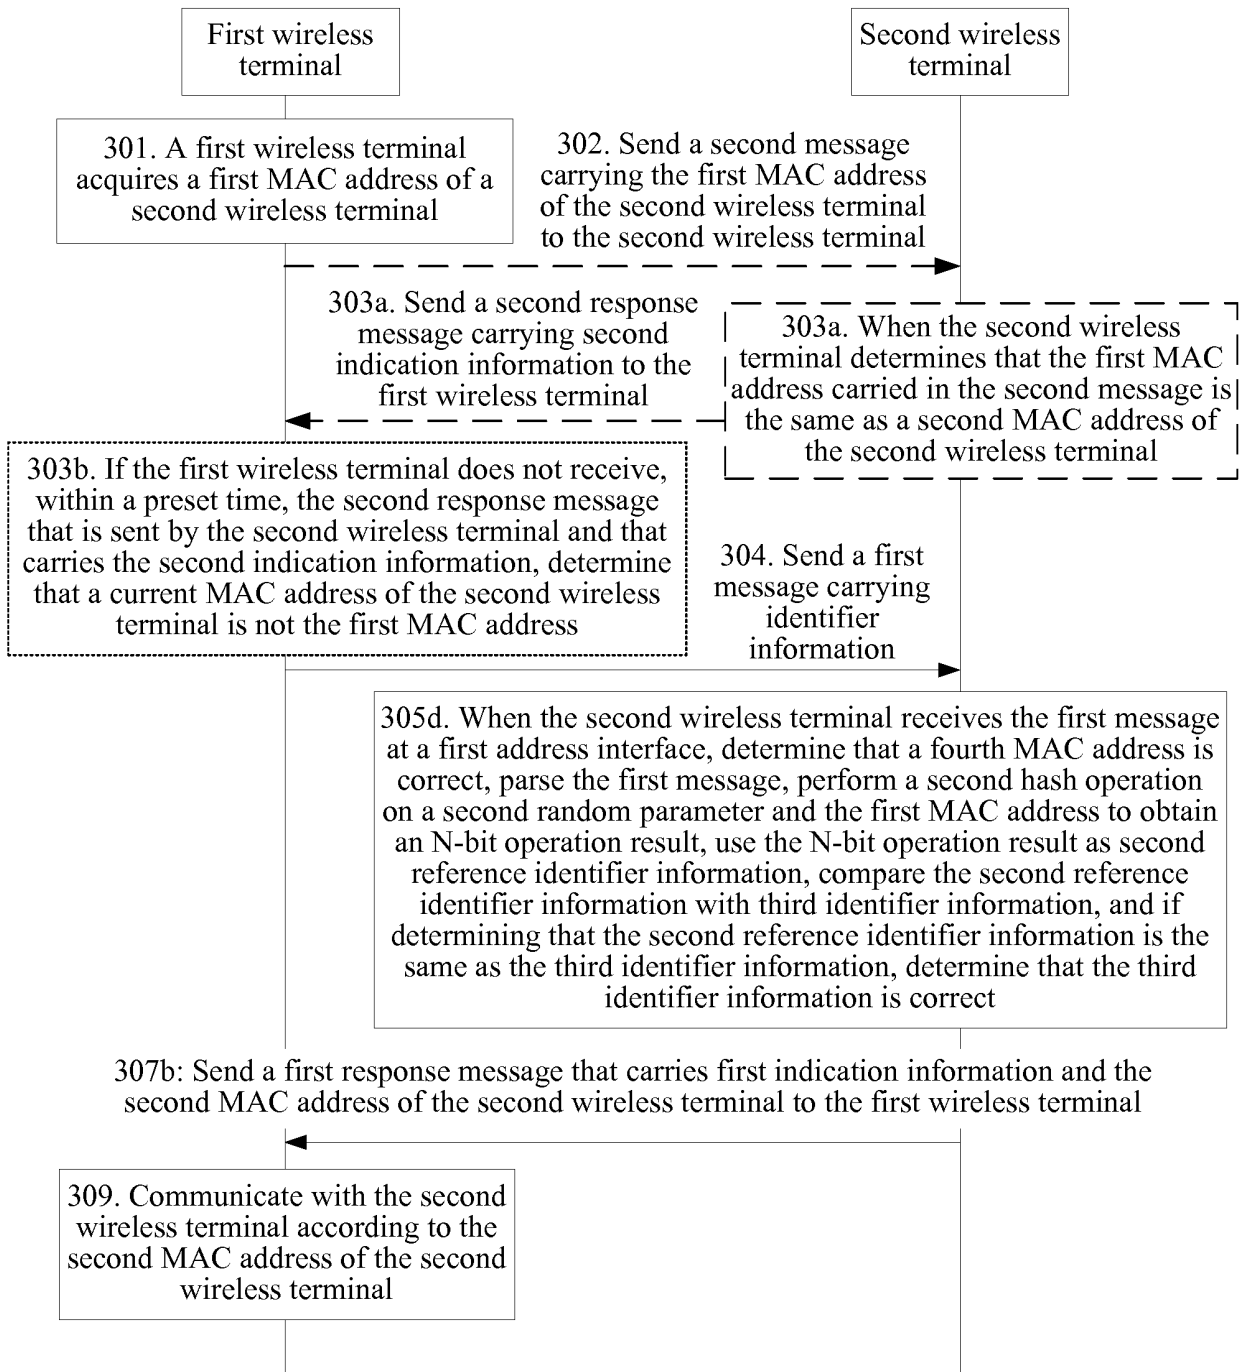 First wireless
terminal
Second wireless
terminal
301. A first wireless terminal
acquires a first MAC address of a
second wireless terminal
302. Send a second message
carrying the first MAC address
of the second wireless terminal
to the second wireless terminal
303a. Send a second response
message carrying second
indication information to the
first wireless terminal
303a. When the second wireless
terminal determines that the first MAC
address carried in the second message is
the same as a second MAC address of
the second wireless terminal
303b. If the first wireless terminal does not receive,
within a preset time, the second response message
that is sent by the second wireless terminal and that
carries the second indication information, determine
that a current MAC address of the second wireless
terminal is not the first MAC address
304. Send a first
message carrying
identifier
information
305d. When the second wireless terminal receives the first message
at a first address interface, determine that a fourth MAC address is
correct, parse the first message, perform a second hash operation
on a second random parameter and the first MAC address to obtain
an N-bit operation result, use the N-bit operation result as second
reference identifier information, compare the second reference
identifier information with third identifier information, and if
determining that the second reference identifier information is the
same as the third identifier information, determine that the third
identifier information is correct
307b: Send a first response message that carries first indication information and the
second MAC address of the second wireless terminal to the first wireless terminal
309. Communicate with the second
wireless terminal according to the
second MAC address of the second
wireless terminal